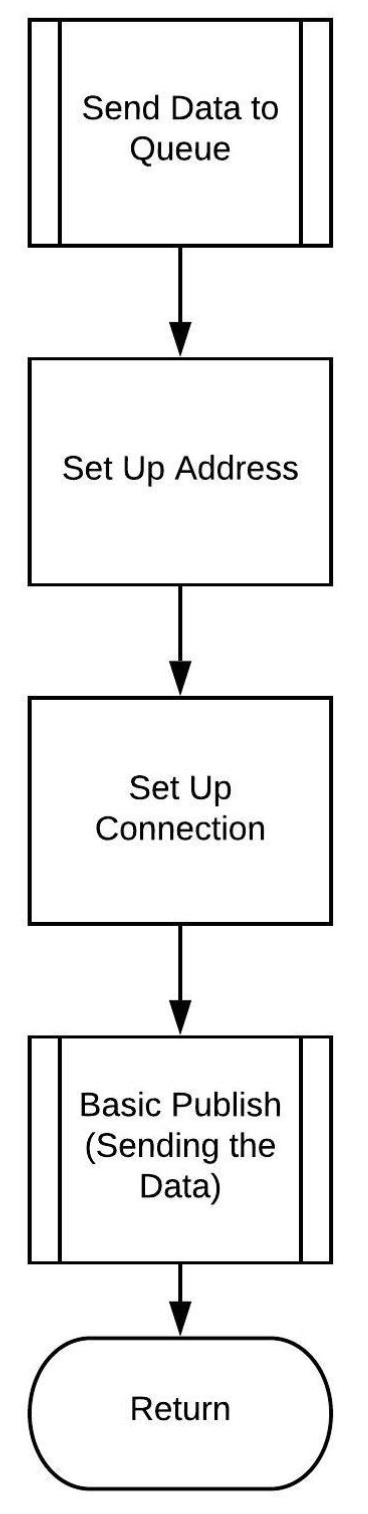 Send Data to
Queue
Set Up Address
Set Up
Connection
Basic Publish
(Sending the
Data)
Return